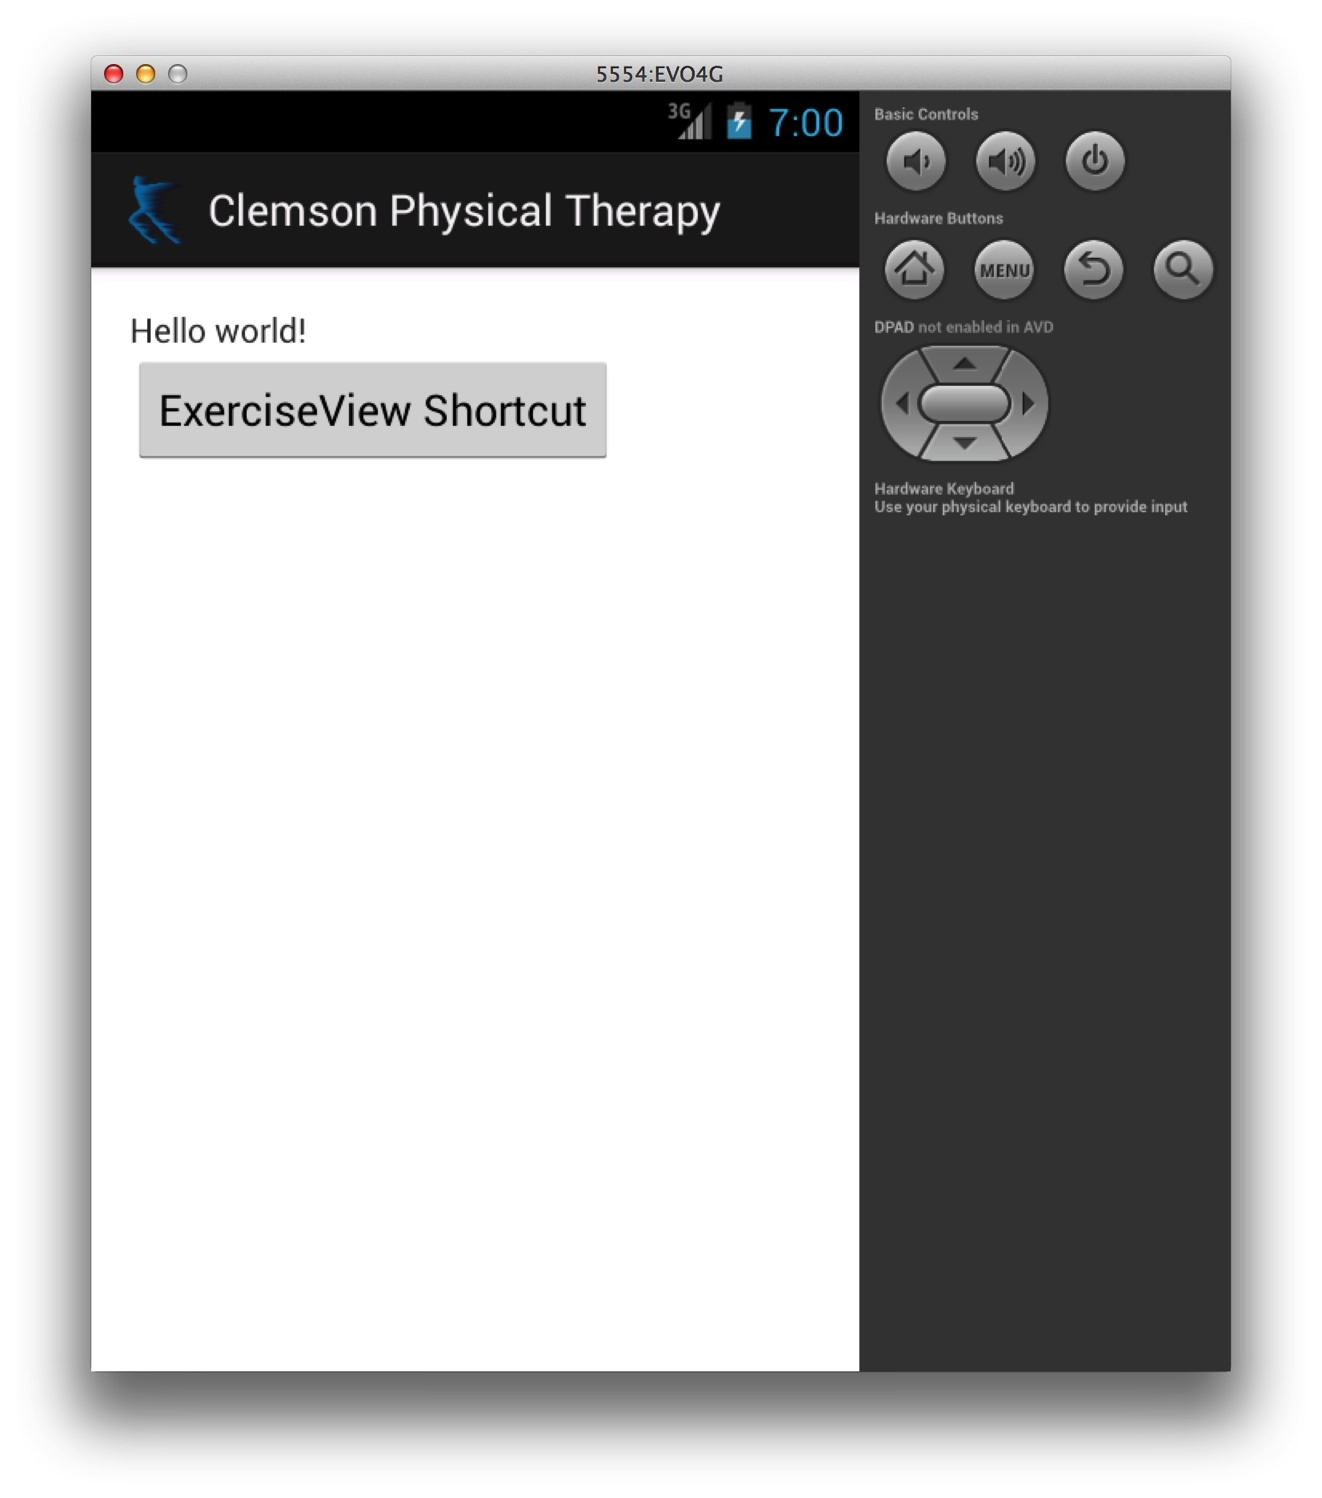 5554:EVO4G
3G 7:00
Clemson Physical Therapy
Hello world!
ExerciseView Shortcut
Basic Controls
Hardware Buttons
MENU
DPAD not enabled in AVD
Hardware Keyboard
Use your physical keyboard to provide input